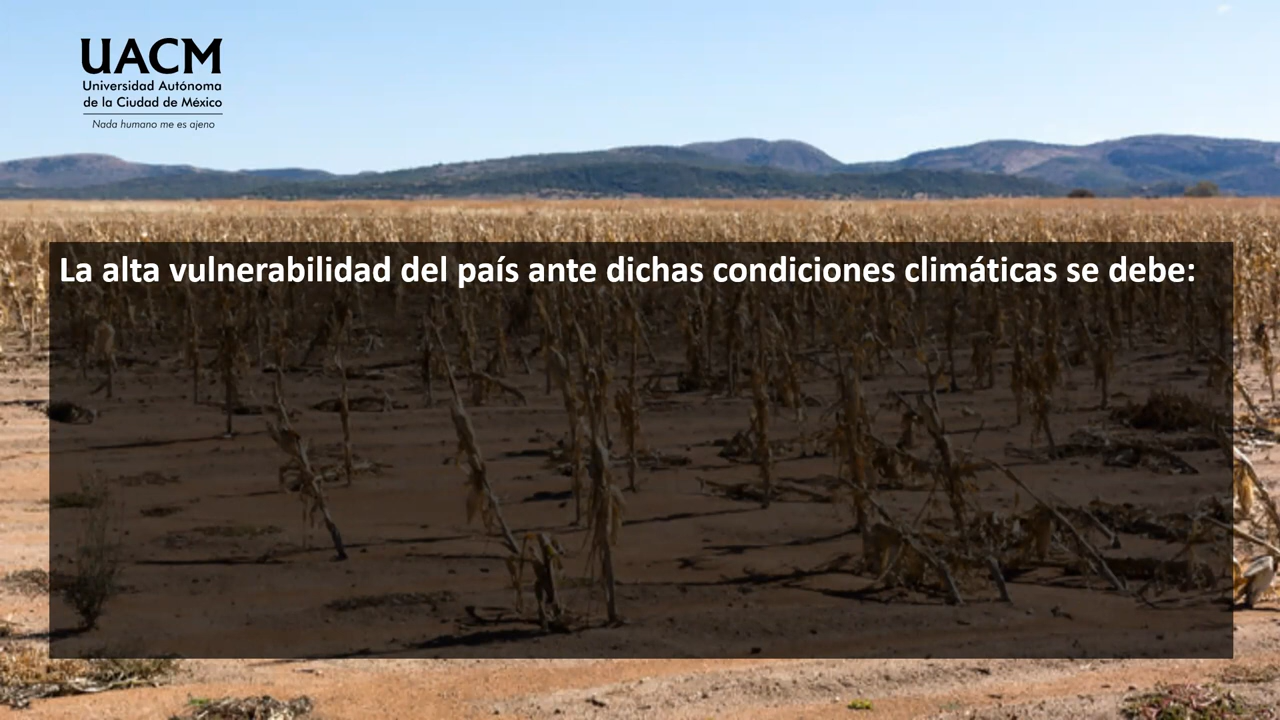 UACM
Universidad Autónoma
de la Ciudad de México
Nada humano me es ajeno
La alta vulnerabilidad del país ante dichas condiciones climáticas se debe: